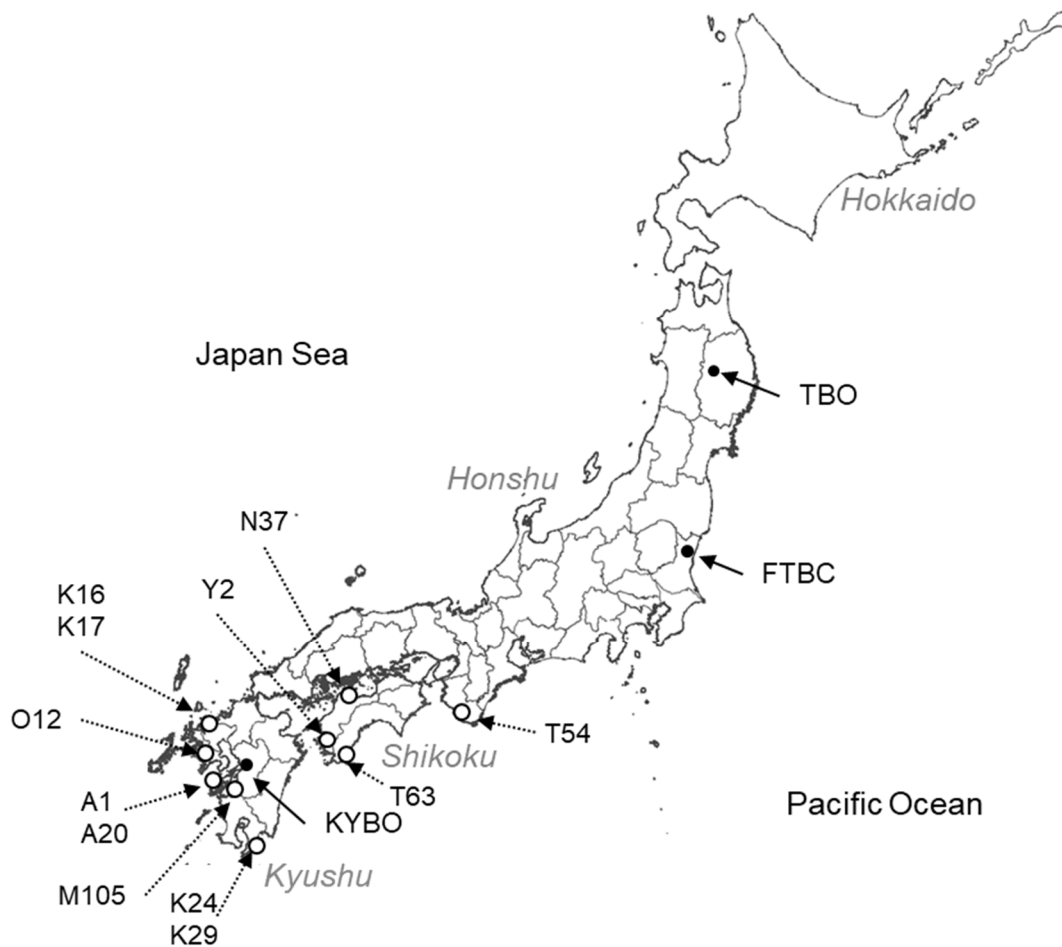 Hokkaido
Japan Sea
TBO
Honshu
N37
FTBC
Y2
K16
K17
O12
T54
Shikoku
T63
A1
A20
KYBO
Pacific Ocean
M105
K24
K29
Kyushu